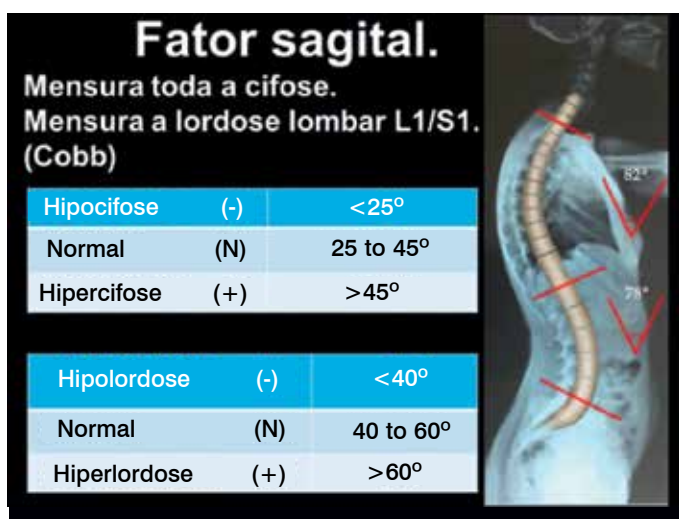 Fator sagital.
Mensura toda a cifose.
Mensura a lordose lombar L1/S1.
(Cobb)
Hipocifose (-) <25º
Normal (N) 25 to 45º
Hipercifose (+) >45º
Hipolordose (-) <40º
Normal (N) 40 to 60º
Hiperlordose (+) >60º
82°
78°